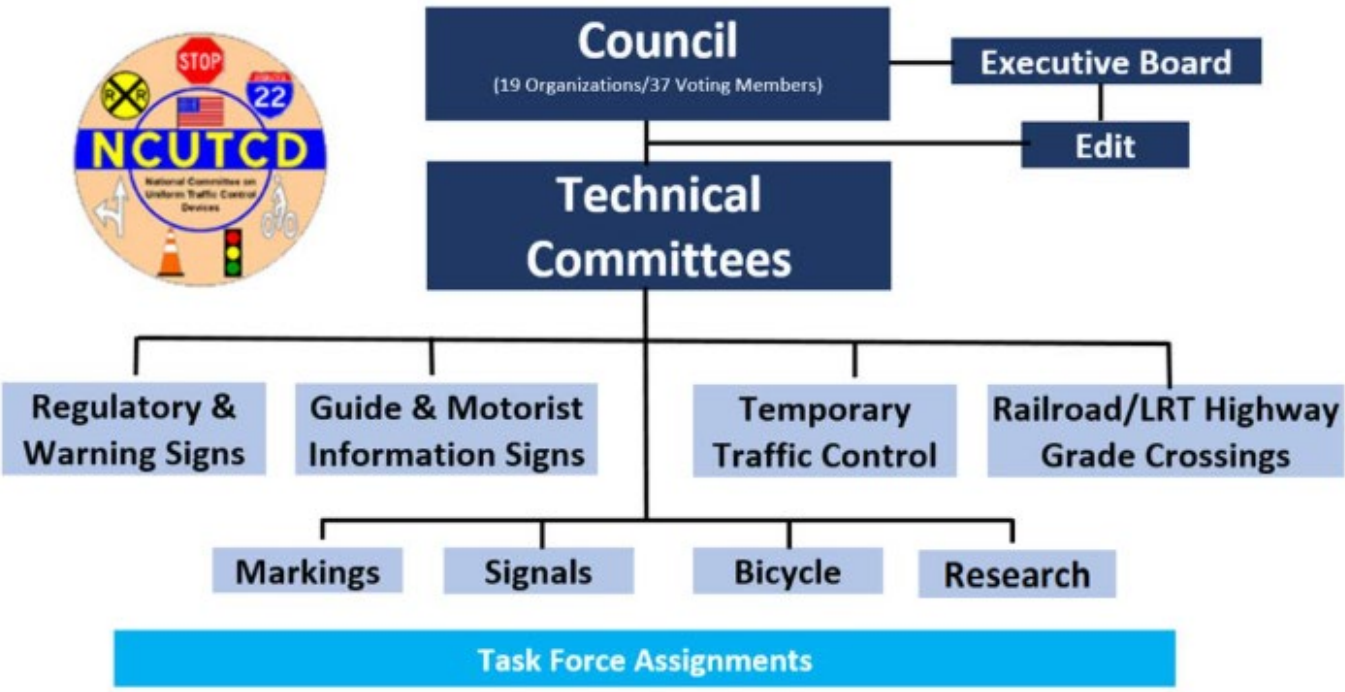 Council
(19 Organizations/37 Voting Members)
Executive Board
Edit
STOP
R R
22
NCUTCD
National Committee on
Uniform Traffic Control
Devices
Technical
Committees
Regulatory &
Warning Signs
Guide & Motorist
Information Signs
Temporary
Traffic Control
Railroad/LRT Highway
Grade Crossings
Markings
Signals
Bicycle
Research
Task Force Assignments